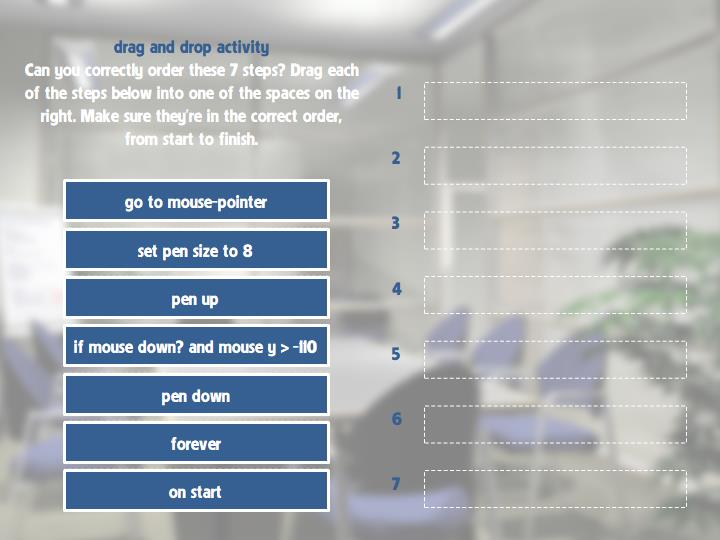 drag and drop activity
Can you correctly order these 7 steps? Drag each
of the steps below into one of the spaces on the
right. Make sure they're in the correct order,
from start to finish.
go to mouse-pointer
set pen size to 8
pen up
if mouse down? and mouse y > -110
pen down
forever
on start
1
2
3
4
5
6
7